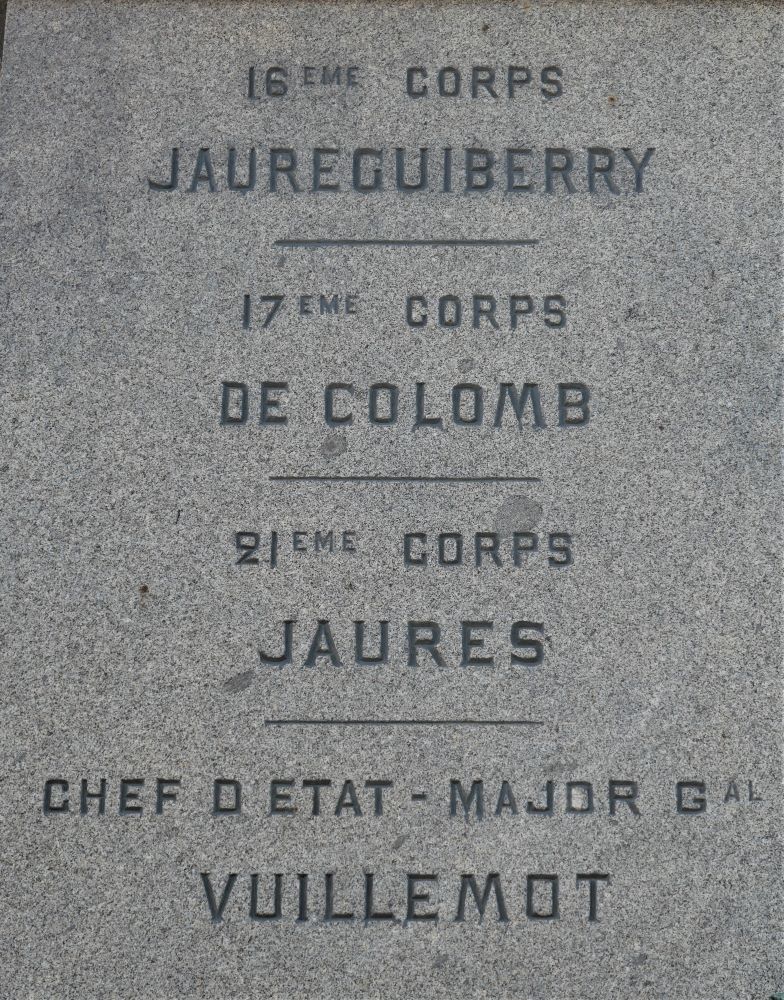 16EME CORPS
JAUREGUIBERRY
17EME CORPS
DE COLOMB
21EME CORPS
JAURES
CHEF D ETAT-MAJOR GAL
VUILLEMOT